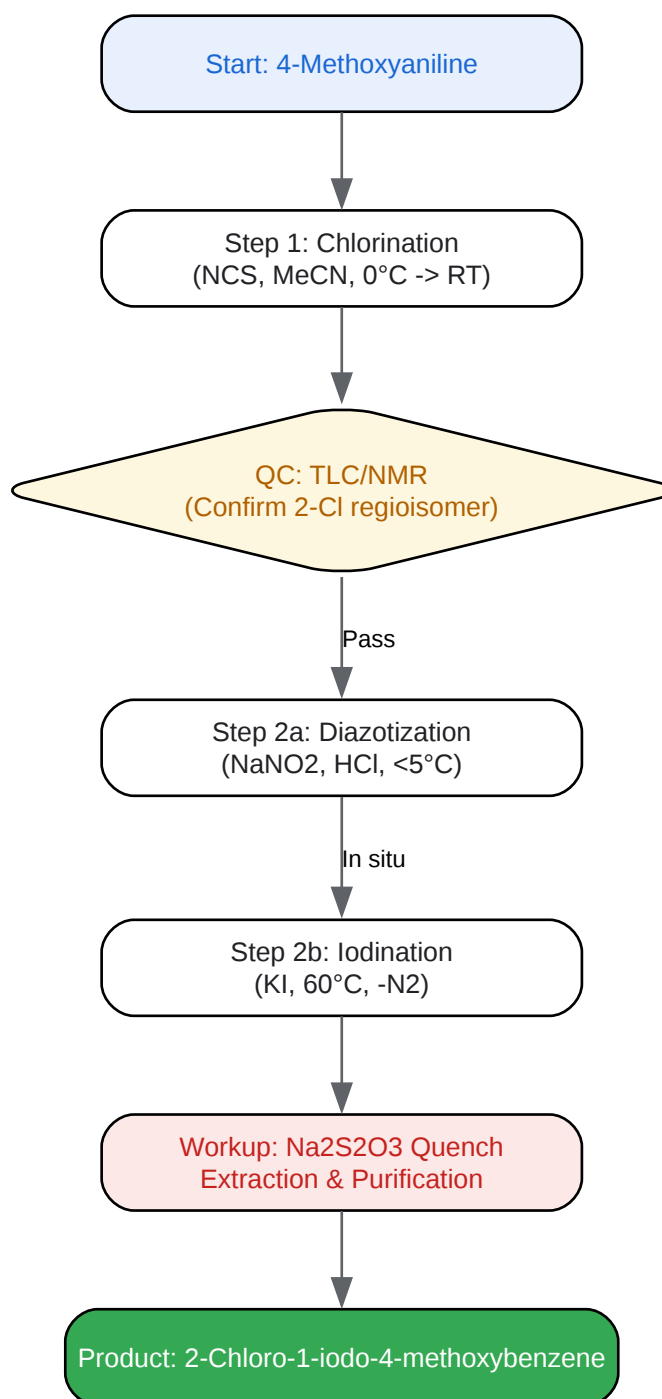 Start: 4-Methoxyaniline
Step 1: Chlorination
(NCS, MeCN, 0°C -> RT)
QC: TLC/NMR
(Confirm 2-Cl regioisomer)
Pass
Step 2a: Diazotization
(NaNO2, HCl, <5°C)
In situ
Step 2b: Iodination
(KI, 60°C, -N2)
Workup: Na2S2O3 Quench
Extraction & Purification
Product: 2-Chloro-1-iodo-4-methoxybenzene